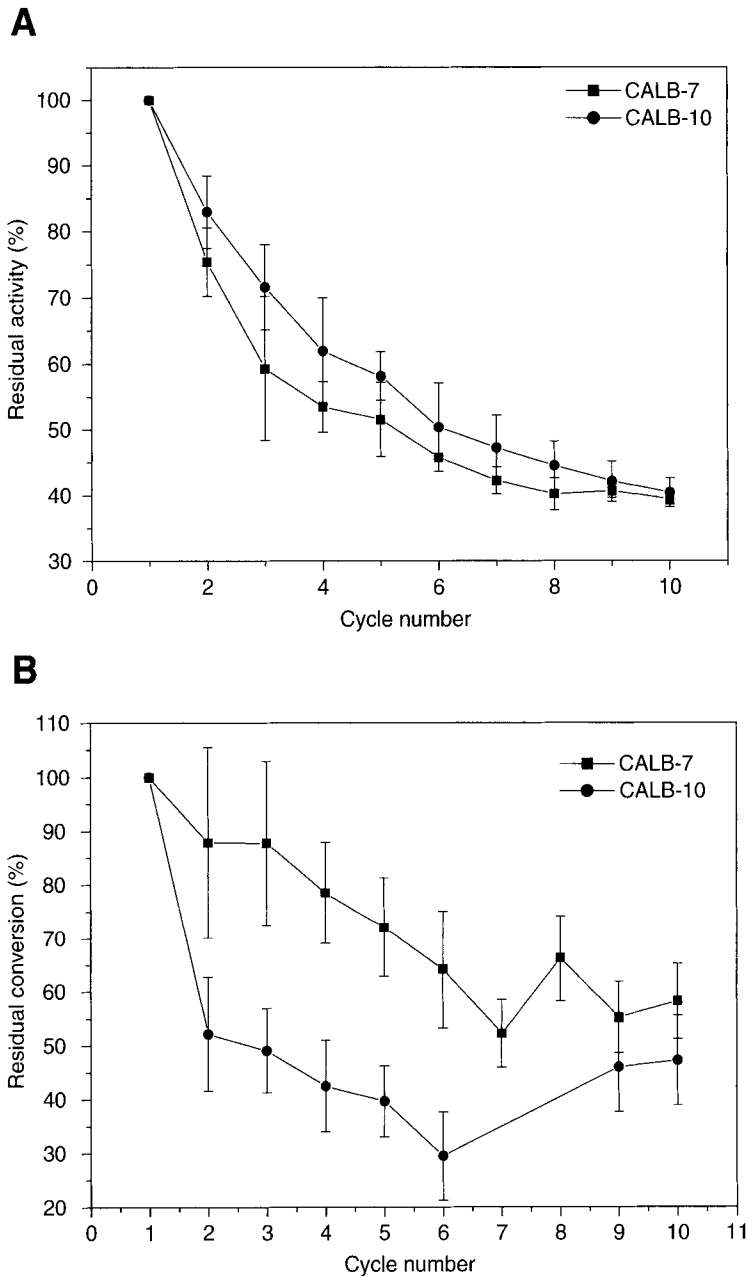 A
100
90
80
70
60
50
40
30
Residual activity (%)
CALB-7
CALB-10
0 2 4 6 8 10
Cycle number
B
110
100
90
80
70
60
50
40
30
20
Residual conversion (%)
CALB-7
CALB-10
0 1 2 3 4 5 6 7 8 9 10 11
Cycle number